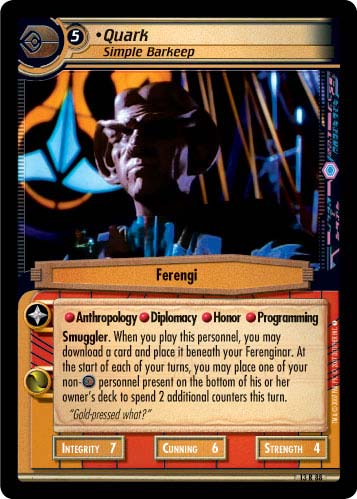 5
•Quark
Simple Barkeep
Ferengi
Anthropology Diplomacy Honor Programming
Smuggler. When you play this personnel, you may
download a card and place it beneath your Ferenginar. At
the start of each of your turns, you may place one of your
non- personnel present on the bottom of his or her
owner's deck to spend 2 additional counters this turn.
"Gold-pressed what?"
INTEGRITY 7 CUNNING 6 STRENGTH 4
13 R 88